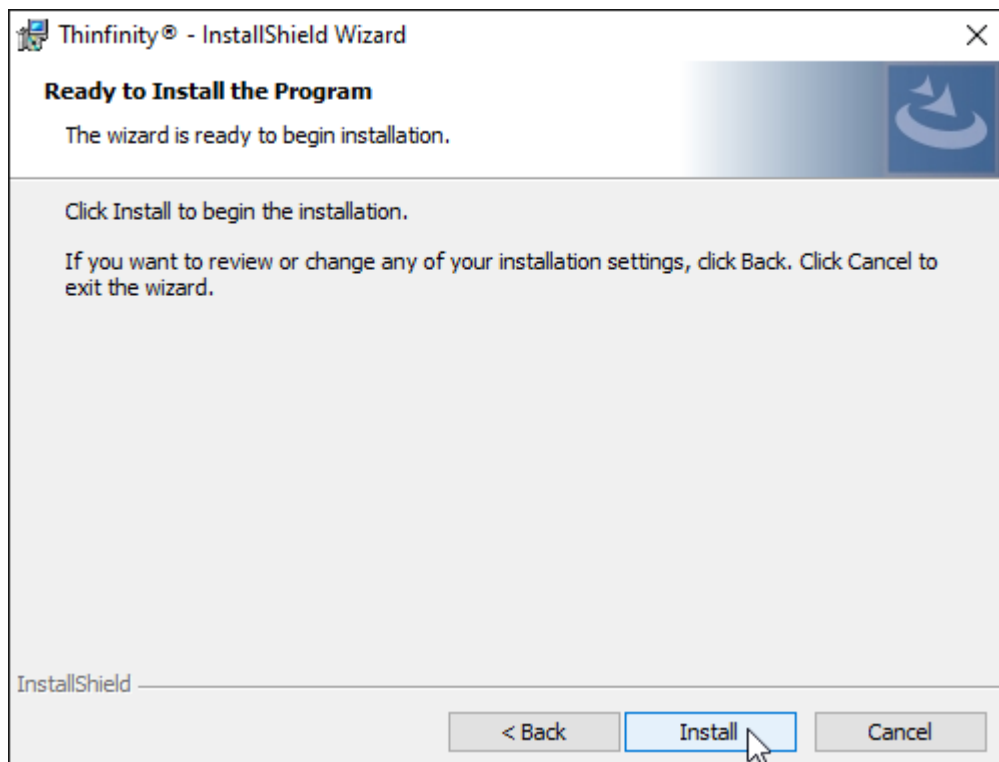 Thinfinity® - InstallShield Wizard
Ready to Install the Program
The wizard is ready to begin installation.
Click Install to begin the installation.
If you want to review or change any of your installation settings, click Back. Click Cancel to
exit the wizard.
InstallShield
< Back
Install
Cancel